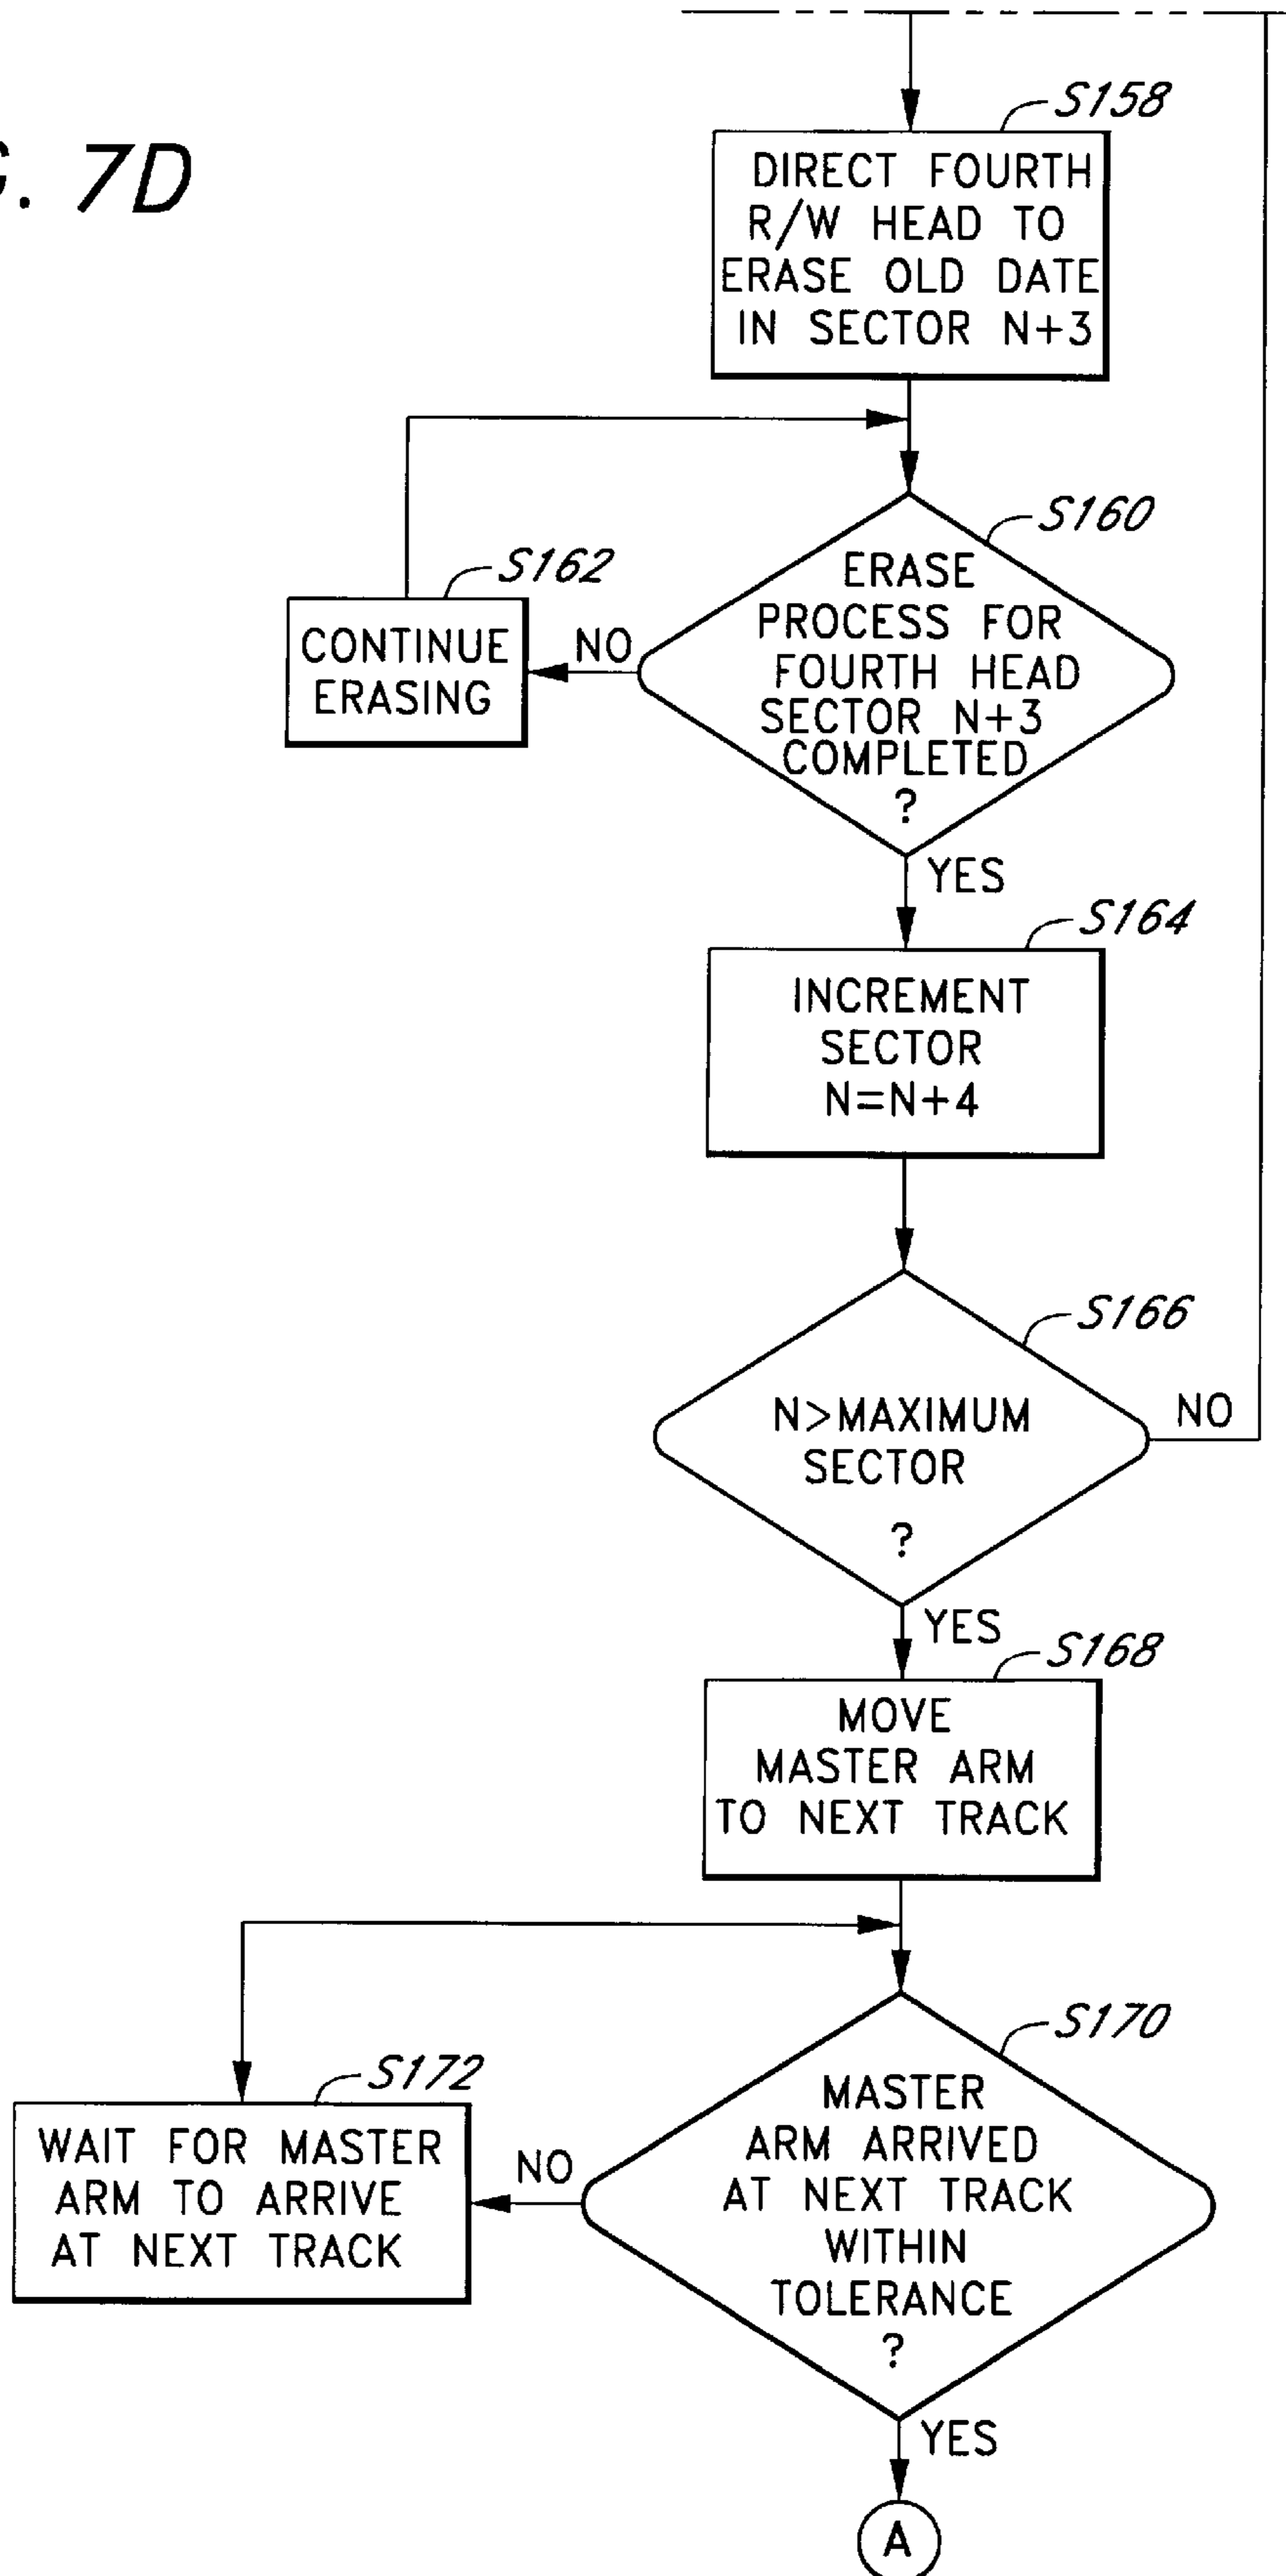 . 7D
S158
DIRECT FOURTH
R/W HEAD TO
ERASE OLD DATE
IN SECTOR N+3
S160
ERASE
PROCESS FOR
FOURTH HEAD
SECTOR N+3
COMPLETED
?
S162
CONTINUE
ERASING
NO
YES
S164
INCREMENT
SECTOR
N=N+4
S166
N>MAXIMUM
SECTOR
?
NO
YES
S168
MOVE
MASTER ARM
TO NEXT TRACK
S170
MASTER
ARM ARRIVED
AT NEXT TRACK
WITHIN
TOLERANCE
?
S172
WAIT FOR MASTER
ARM TO ARRIVE
AT NEXT TRACK
NO
YES
A